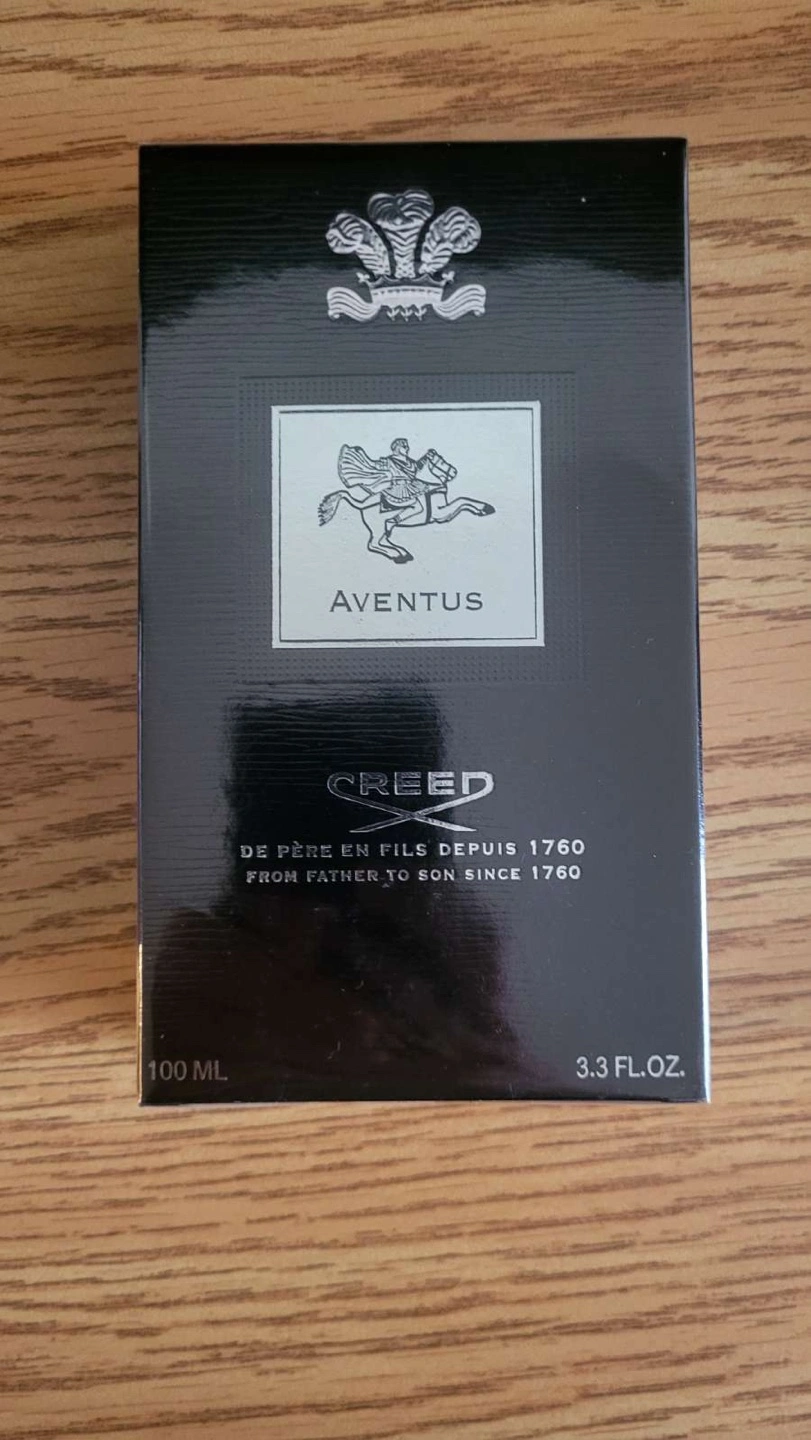 AVENTUS
CREED
DE PÈRE EN FILS DEPUIS 1760
FROM FATHER TO SON SINCE 1760
100 ML
3.3 FL.OZ.